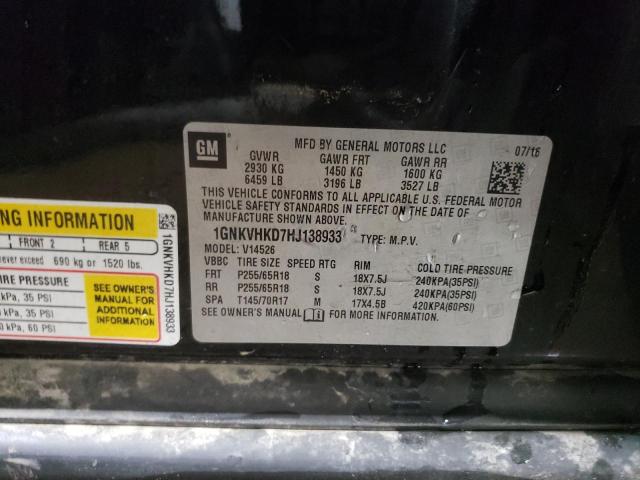 GM
MFD BY GENERAL MOTORS LLC 07/16
GVWR GAWR FRT GAWR RR
2930 KG 1450 KG 1600 KG
6459 LB 3196 LB 3527 LB
THIS VEHICLE CONFORMS TO ALL APPLICABLE U.S. FEDERAL MOTOR
VEHICLE SAFETY STANDARDS IN EFFECT ON THE DATE OF
MANUFACTURE SHOWN ABOVE.
1GNKVHKD7HJ138933 TYPE: M.P.V.
V14526
VBBC TIRE SIZE SPEED RTG RIM COLD TIRE PRESSURE
FRT P255/65R18 S 18X7.5J 240KPA(35PSI)
RR P255/65R18 S 18X7.5J 240KPA(35PSI)
SPA T145/70R17 M 17X4.5B 420KPA(60PSI)
SEE OWNER'S MANUAL FOR MORE INFORMATION.
NG INFORMATION
FRONT 2 REAR 5
never exceed 690 kg or 1520 lbs.
RE PRESSURE
kPa, 35 PSI
kPa, 35 PSI
kPa, 60 PSI
SEE OWNER'S
MANUAL FOR
ADDITIONAL
INFORMATION
1GNKVHKD7HJ138933